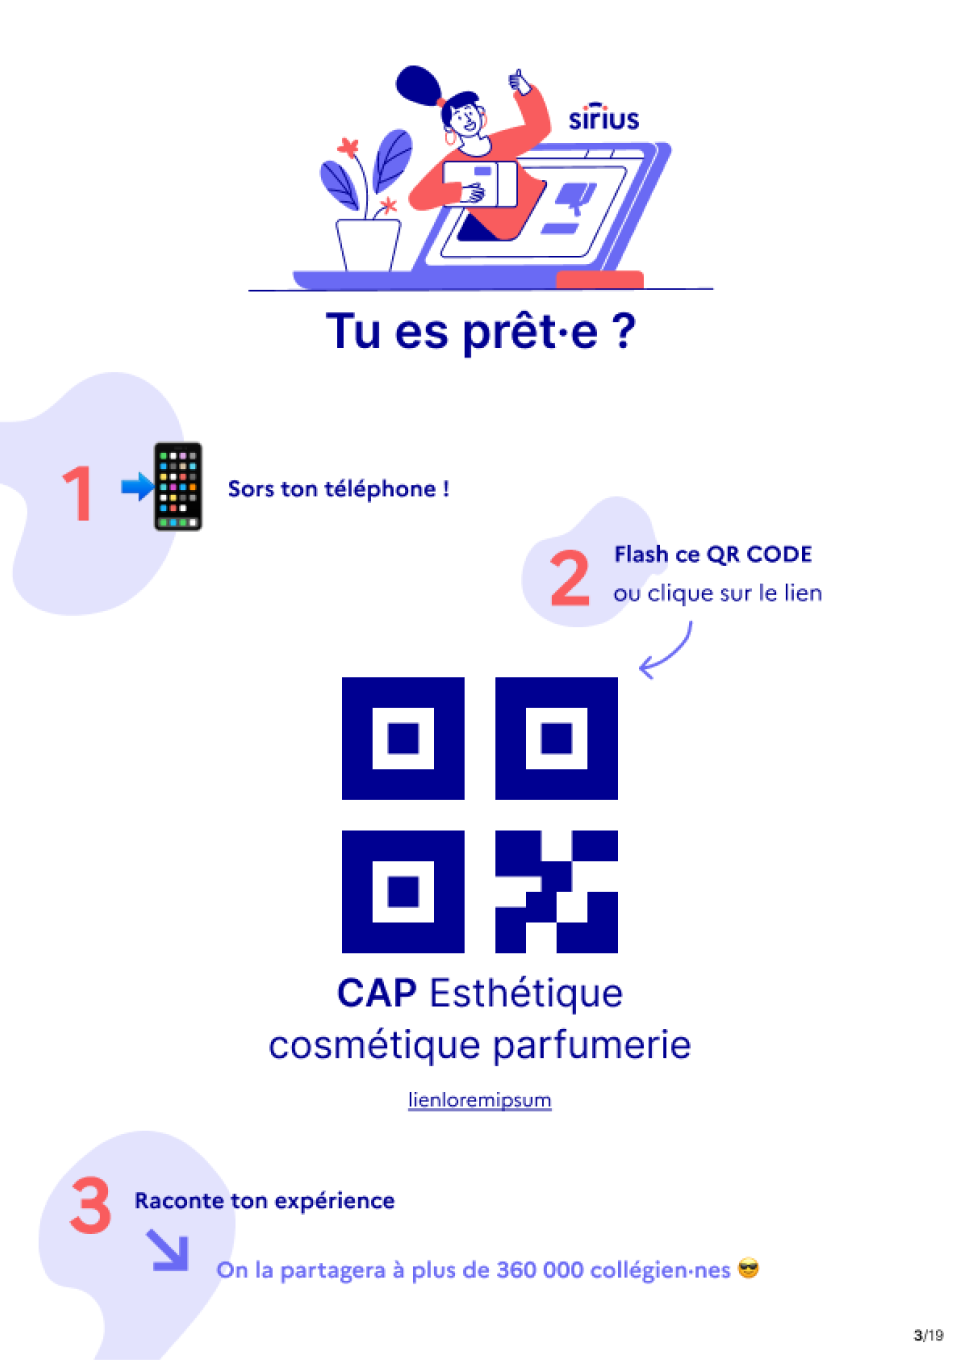 sirius
Tu es prêt·e ?
1
Sors ton téléphone !
2
Flash ce QR CODE
ou clique sur le lien
CAP Esthétique
cosmétique parfumerie
lienloremipsum
3
Raconte ton expérience
On la partagera à plus de 360 000 collégien·nes 😎
3/19